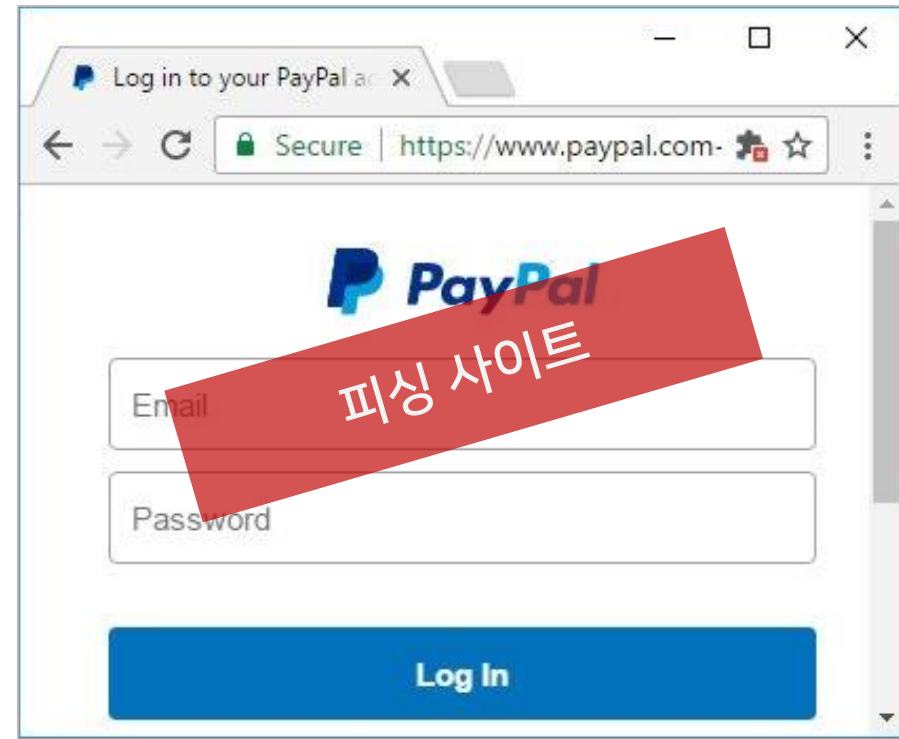 Log in to your PayPal ac
Secure | https://www.paypal.com-
PayPal
피싱 사이트
Email
Password
Log In